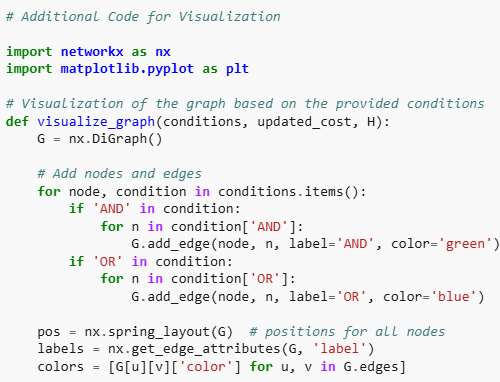 # Additional Code for Visualization
import networkx as nx
import matplotlib.pyplot as plt
# Visualization of the graph based on the provided conditions
def visualize_graph(conditions, updated_cost, H):
    G = nx.DiGraph()
    # Add nodes and edges
    for node, condition in conditions.items():
        if 'AND' in condition:
            for n in condition['AND']:
                G.add_edge(node, n, label='AND', color='green')
        if 'OR' in condition:
            for n in condition['OR']:
                G.add_edge(node, n, label='OR', color='blue')
    pos = nx.spring_layout(G)  # positions for all nodes
    labels = nx.get_edge_attributes(G, 'label')
    colors = [G[u][v]['color'] for u, v in G.edges]